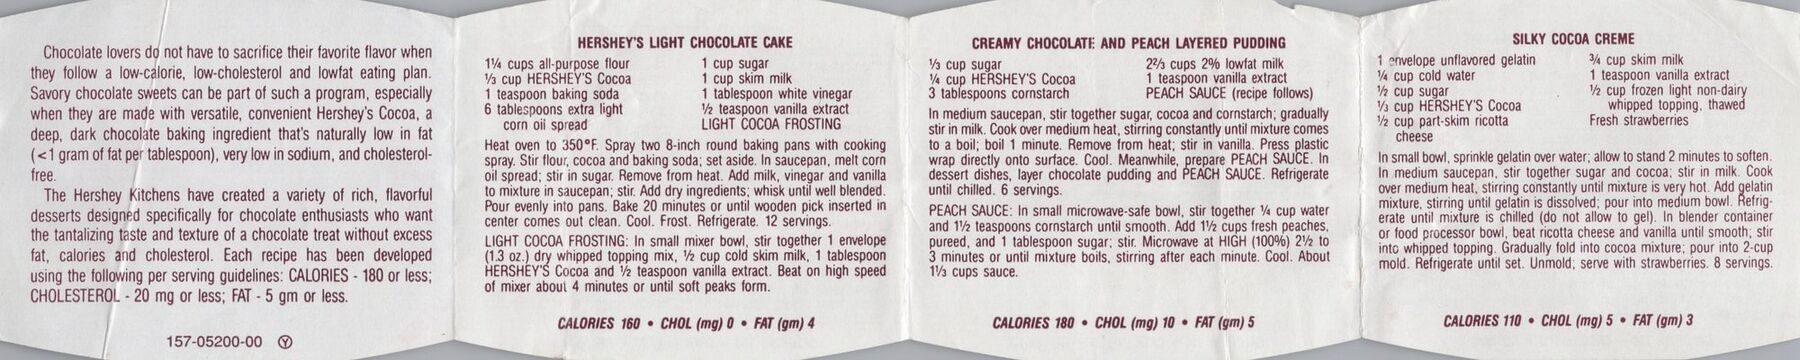 Chocolate lovers do not have to sacrifice their favorite flavor when
they follow a low-calorie, low-cholesterol and lowfat eating plan.
Savory chocolate sweets can be part of such a program, especially
when they are made with versatile, convenient Hershey's Cocoa, a
deep, dark chocolate baking ingredient that's naturally low in fat
(<1 gram of fat per tablespoon), very low in sodium, and cholesterol-
free.
The Hershey Kitchens have created a variety of rich, flavorful
desserts designed specifically for chocolate enthusiasts who want
the tantalizing taste and texture of a chocolate treat without excess
fat, calories and cholesterol. Each recipe has been developed
using the following per serving guidelines: CALORIES - 180 or less;
CHOLESTEROL - 20 mg or less; FAT - 5 gm or less.
157-05200-00 Ⓨ
HERSHEY'S LIGHT CHOCOLATE CAKE
1¼ cups all-purpose flour
⅓ cup HERSHEY'S Cocoa
1 teaspoon baking soda
6 tablespoons extra light
corn oil spread
1 cup sugar
1 cup skim milk
1 tablespoon white vinegar
½ teaspoon vanilla extract
LIGHT COCOA FROSTING
Heat oven to 350°F. Spray two 8-inch round baking pans with cooking
spray. Stir flour, cocoa and baking soda; set aside. In saucepan, melt corn
oil spread; stir in sugar. Remove from heat. Add milk, vinegar and vanilla
to mixture in saucepan; stir. Add dry ingredients; whisk until well blended.
Pour evenly into pans. Bake 20 minutes or until wooden pick inserted in
center comes out clean. Cool. Frost. Refrigerate. 12 servings.
LIGHT COCOA FROSTING: In small mixer bowl, stir together 1 envelope
(1.3 oz.) dry whipped topping mix, ½ cup cold skim milk, 1 tablespoon
HERSHEY'S Cocoa and ½ teaspoon vanilla extract. Beat on high speed
of mixer about 4 minutes or until soft peaks form.
CALORIES 160 • CHOL (mg) 0 • FAT (gm) 4
CREAMY CHOCOLATE AND PEACH LAYERED PUDDING
⅓ cup sugar
¼ cup HERSHEY'S Cocoa
3 tablespoons cornstarch
2⅔ cups 2% lowfat milk
1 teaspoon vanilla extract
PEACH SAUCE (recipe follows)
In medium saucepan, stir together sugar, cocoa and cornstarch; gradually
stir in milk. Cook over medium heat, stirring constantly until mixture comes
to a boil; boil 1 minute. Remove from heat; stir in vanilla. Press plastic
wrap directly onto surface. Cool. Meanwhile, prepare PEACH SAUCE. In
dessert dishes, layer chocolate pudding and PEACH SAUCE. Refrigerate
until chilled. 6 servings.
PEACH SAUCE: In small microwave-safe bowl, stir together ¼ cup water
and 1½ teaspoons cornstarch until smooth. Add 1½ cups fresh peaches,
pureed, and 1 tablespoon sugar; stir. Microwave at HIGH (100%) 2½ to
3 minutes or until mixture boils, stirring after each minute. Cool. About
1⅓ cups sauce.
CALORIES 180 • CHOL (mg) 10 • FAT (gm) 5
SILKY COCOA CREME
1 envelope unflavored gelatin
¼ cup cold water
½ cup sugar
⅓ cup HERSHEY'S Cocoa
½ cup part-skim ricotta
cheese
¾ cup skim milk
1 teaspoon vanilla extract
½ cup frozen light non-dairy
whipped topping, thawed
Fresh strawberries
In small bowl, sprinkle gelatin over water; allow to stand 2 minutes to soften.
In medium saucepan, stir together sugar and cocoa; stir in milk. Cook
over medium heat, stirring constantly until mixture is very hot. Add gelatin
mixture, stirring until gelatin is dissolved; pour into medium bowl. Refrig-
erate until mixture is chilled (do not allow to gel). In blender container
or food processor bowl, beat ricotta cheese and vanilla until smooth; stir
into whipped topping. Gradually fold into cocoa mixture; pour into 2-cup
mold. Refrigerate until set. Unmold; serve with strawberries. 8 servings.
CALORIES 110 • CHOL (mg) 5 • FAT (gm) 3